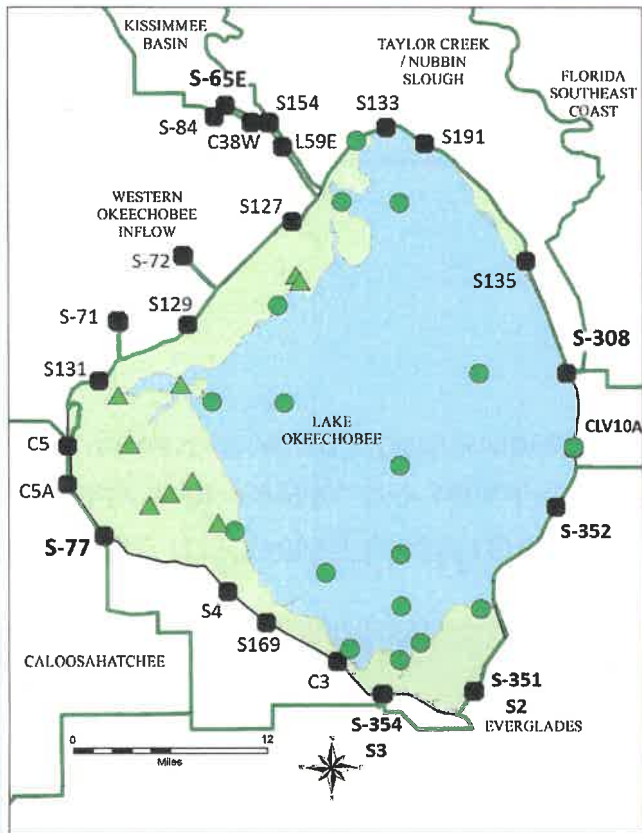 KISSIMMEE
BASIN
TAYLOR CREEK
/ NUBBIN
SLOUGH
FLORIDA
SOUTHEAST
COAST
S-65E
S154
S133
S-84
C38W
L59E
S191
WESTERN
OKEECHOBEE
INFLOW
S127
S-72
S135
S-71
S129
S-308
S131
LAKE
OKEECHOBEE
CLV10A
C5
C5A
S-352
S-77
S4
S169
CALOOSAHATCHEE
C3
S-351
S2
S-354
EVERGLADES
S3
0
12
Miles
N
W
E
S